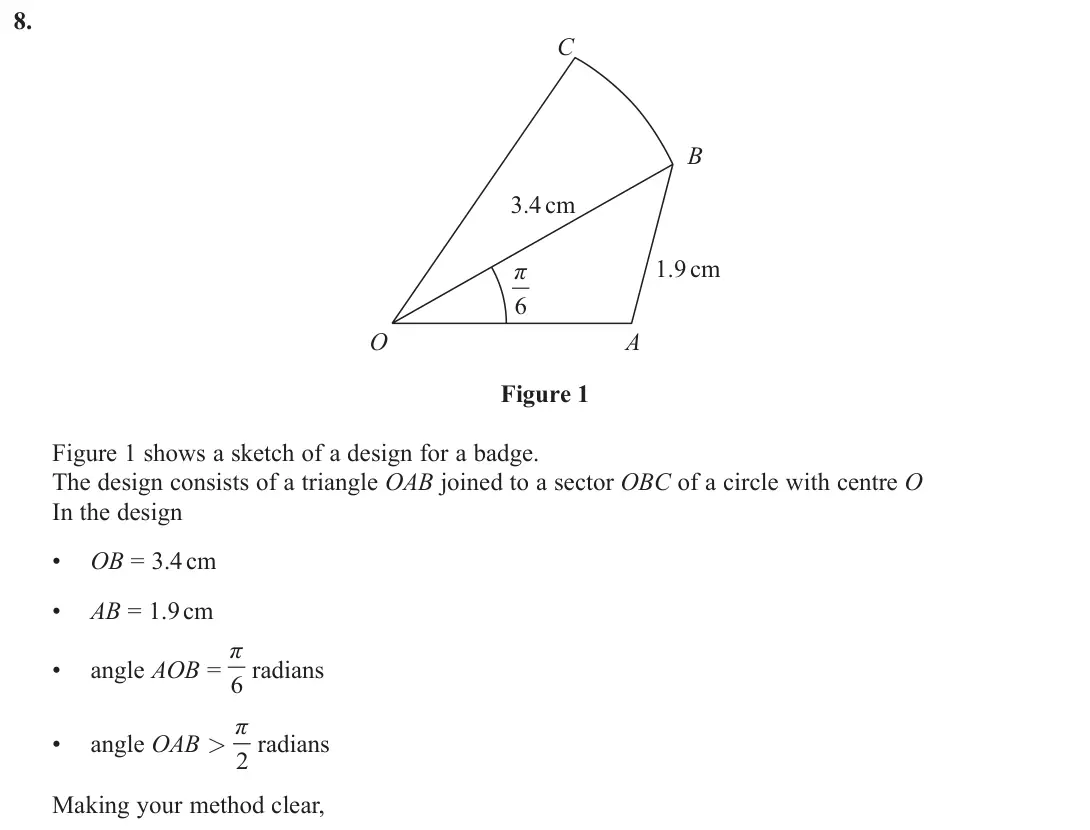 8.
C
B
3.4 cm
π
6
1.9 cm
O
A
Figure 1
Figure 1 shows a sketch of a design for a badge.
The design consists of a triangle OAB joined to a sector OBC of a circle with centre O
In the design
• OB = 3.4 cm
• AB = 1.9 cm
• angle AOB = π/6 radians
• angle OAB > π/2 radians
Making your method clear,